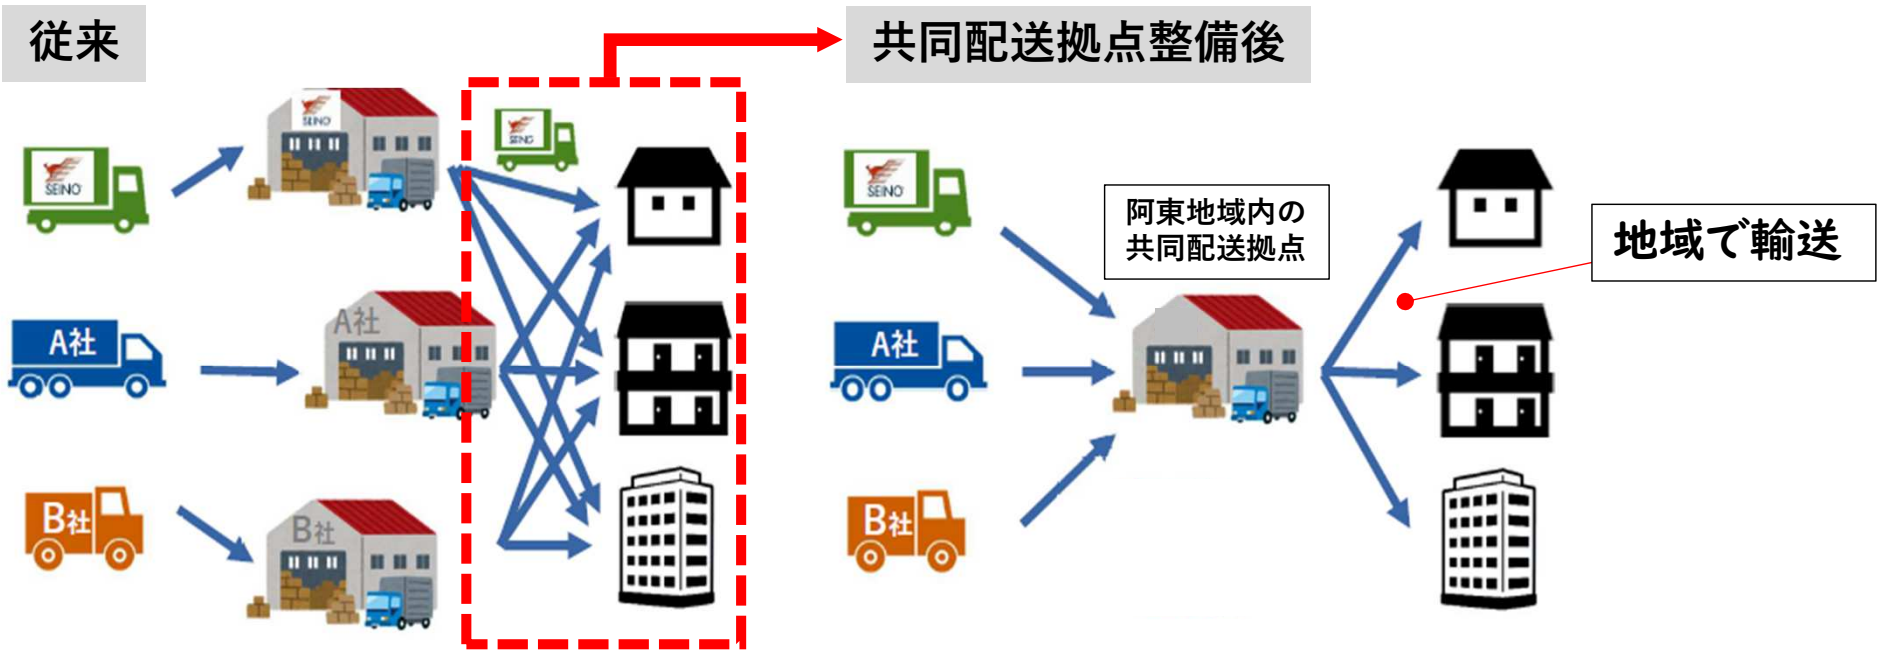 従来
共同配送拠点整備後
SEINO
SEINO
SEINO
A社
A社
B社
B社
SEINO
阿東地域内の
共同配送拠点
地域で輸送
A社
B社